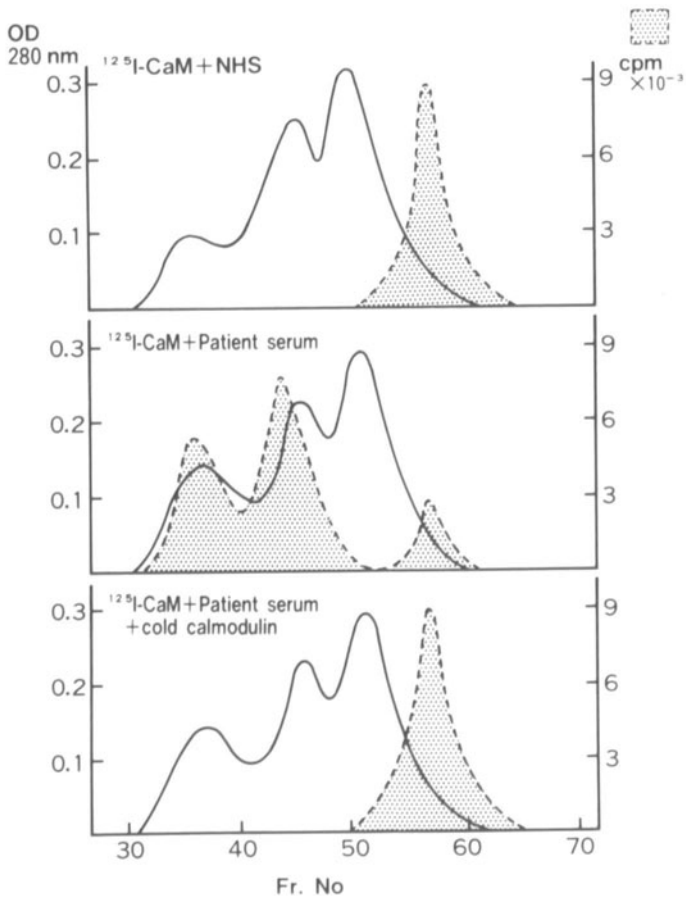 OD
280 nm
cpm
×10⁻³
¹²⁵I-CaM+NHS
0.3
0.2
0.1
9
6
3
¹²⁵I-CaM+Patient serum
0.3
0.2
0.1
9
6
3
¹²⁵I-CaM+Patient serum
+cold calmodulin
0.3
0.2
0.1
9
6
3
30 40 50 60 70
Fr. No